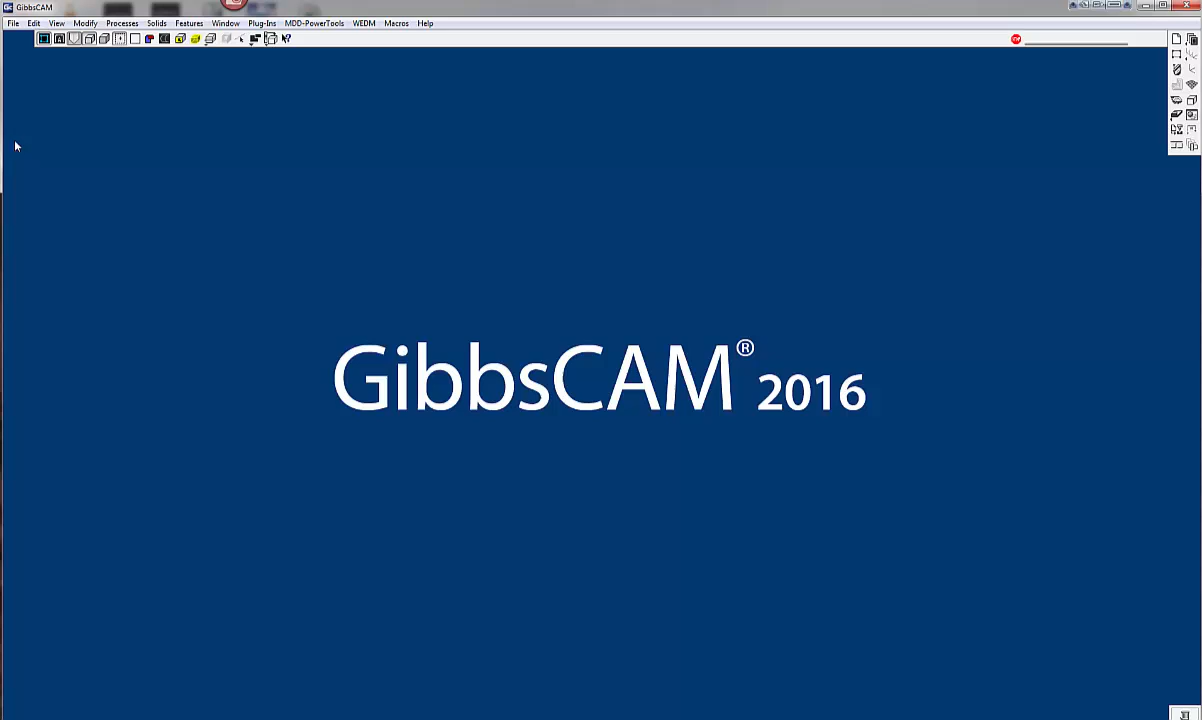 GibbsCAM
File Edit View Modify Processes Solids Features Window Plug-Ins MDD-PowerTools WEDM Macros Help
GibbsCAM® 2016